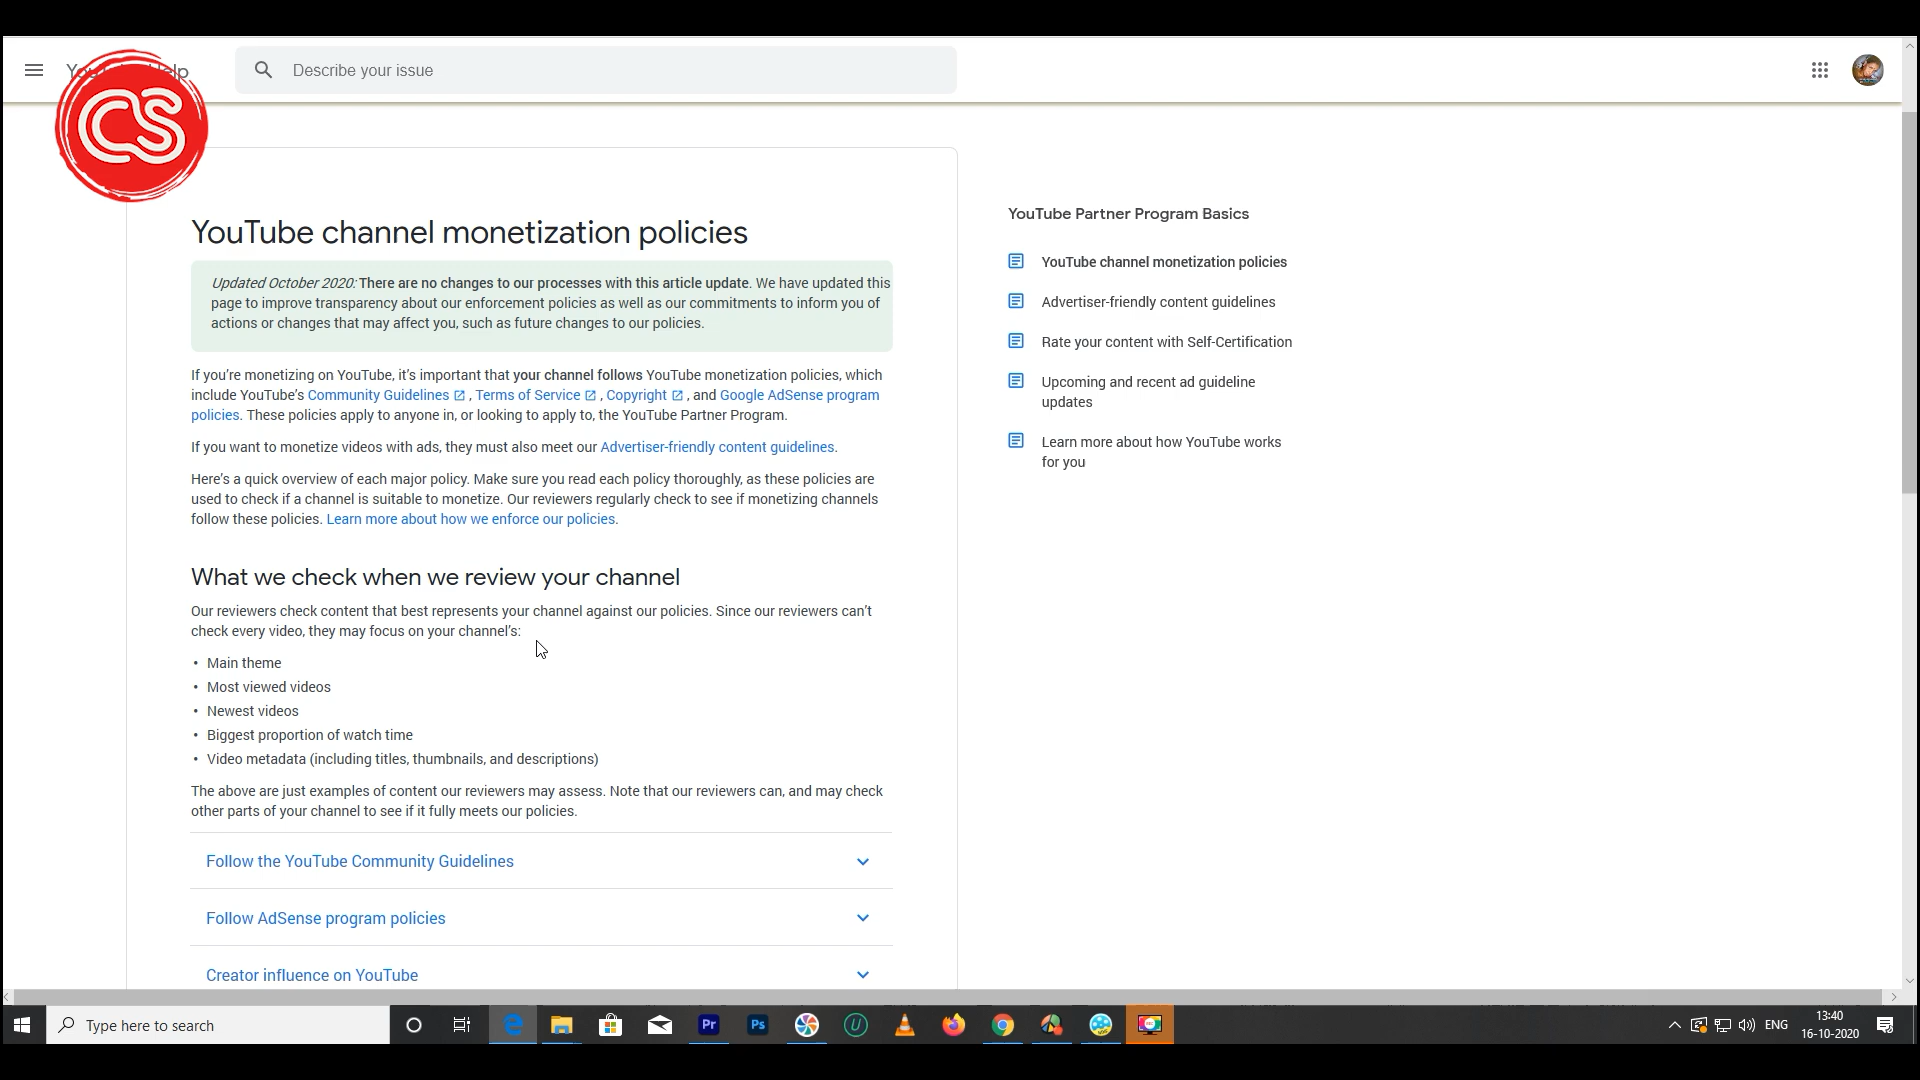 YouTube Help
Describe your issue
CS
YouTube channel monetization policies
Updated October 2020: There are no changes to our processes with this article update. We have updated this
page to improve transparency about our enforcement policies as well as our commitments to inform you of
actions or changes that may affect you, such as future changes to our policies.
If you’re monetizing on YouTube, it’s important that your channel follows YouTube monetization policies, which
include YouTube’s Community Guidelines , Terms of Service , Copyright , and Google AdSense program
policies. These policies apply to anyone in, or looking to apply to, the YouTube Partner Program.
If you want to monetize videos with ads, they must also meet our Advertiser-friendly content guidelines.
Here’s a quick overview of each major policy. Make sure you read each policy thoroughly, as these policies are
used to check if a channel is suitable to monetize. Our reviewers regularly check to see if monetizing channels
follow these policies. Learn more about how we enforce our policies.
What we check when we review your channel
Our reviewers check content that best represents your channel against our policies. Since our reviewers can’t
check every video, they may focus on your channel’s:
• Main theme
• Most viewed videos
• Newest videos
• Biggest proportion of watch time
• Video metadata (including titles, thumbnails, and descriptions)
The above are just examples of content our reviewers may assess. Note that our reviewers can, and may check
other parts of your channel to see if it fully meets our policies.
Follow the YouTube Community Guidelines
Follow AdSense program policies
Creator influence on YouTube
YouTube Partner Program Basics
YouTube channel monetization policies
Advertiser-friendly content guidelines
Rate your content with Self-Certification
Upcoming and recent ad guideline
updates
Learn more about how YouTube works
for you
Type here to search
Pr
Ps
U
ENG
13:40
16-10-2020